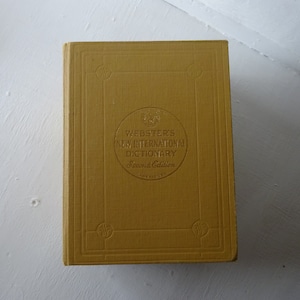 WEBSTER'S
NEW INTERNATIONAL
DICTIONARY
Second Edition